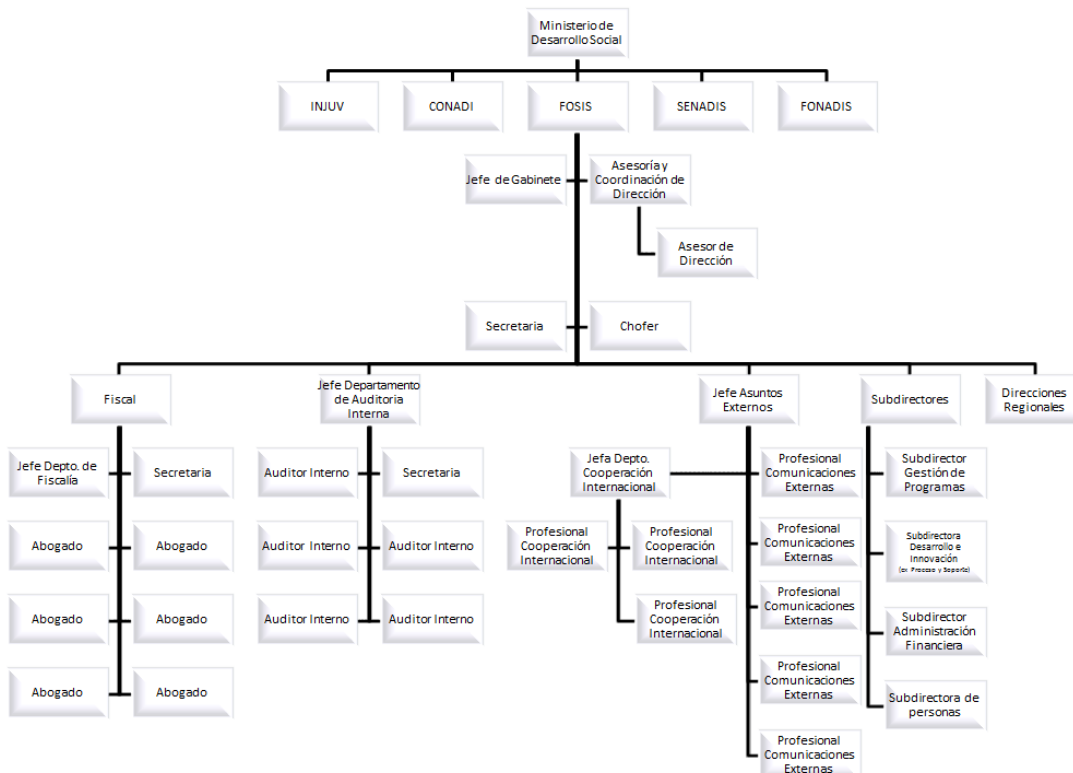 Ministerio de
Desarrollo Social
INJUV
CONADI
FOSIS
SENADIS
FONADIS
Jefe de Gabinete
Asesoría y
Coordinación de
Dirección
Asesor de
Dirección
Secretaria
Chofer
Fiscal
Jefe Departamento
de Auditoria
Interna
Jefe Asuntos
Externos
Subdirectores
Direcciones
Regionales
Jefe Depto. de
Fiscalía
Secretaria
Abogado
Abogado
Abogado
Abogado
Abogado
Abogado
Auditor Interno
Secretaria
Auditor Interno
Auditor Interno
Auditor Interno
Auditor Interno
Jefa Depto.
Cooperación
Internacional
Profesional
Cooperación
Internacional
Profesional
Cooperación
Internacional
Profesional
Cooperación
Internacional
Profesional
Comunicaciones
Externas
Profesional
Comunicaciones
Externas
Profesional
Comunicaciones
Externas
Profesional
Comunicaciones
Externas
Profesional
Comunicaciones
Externas
Subdirector
Gestión de
Programas
Subdirectora
Desarrollo e
Innovación
(ex Proceso y Soporte)
Subdirector
Administración
Financiera
Subdirectora de
personas